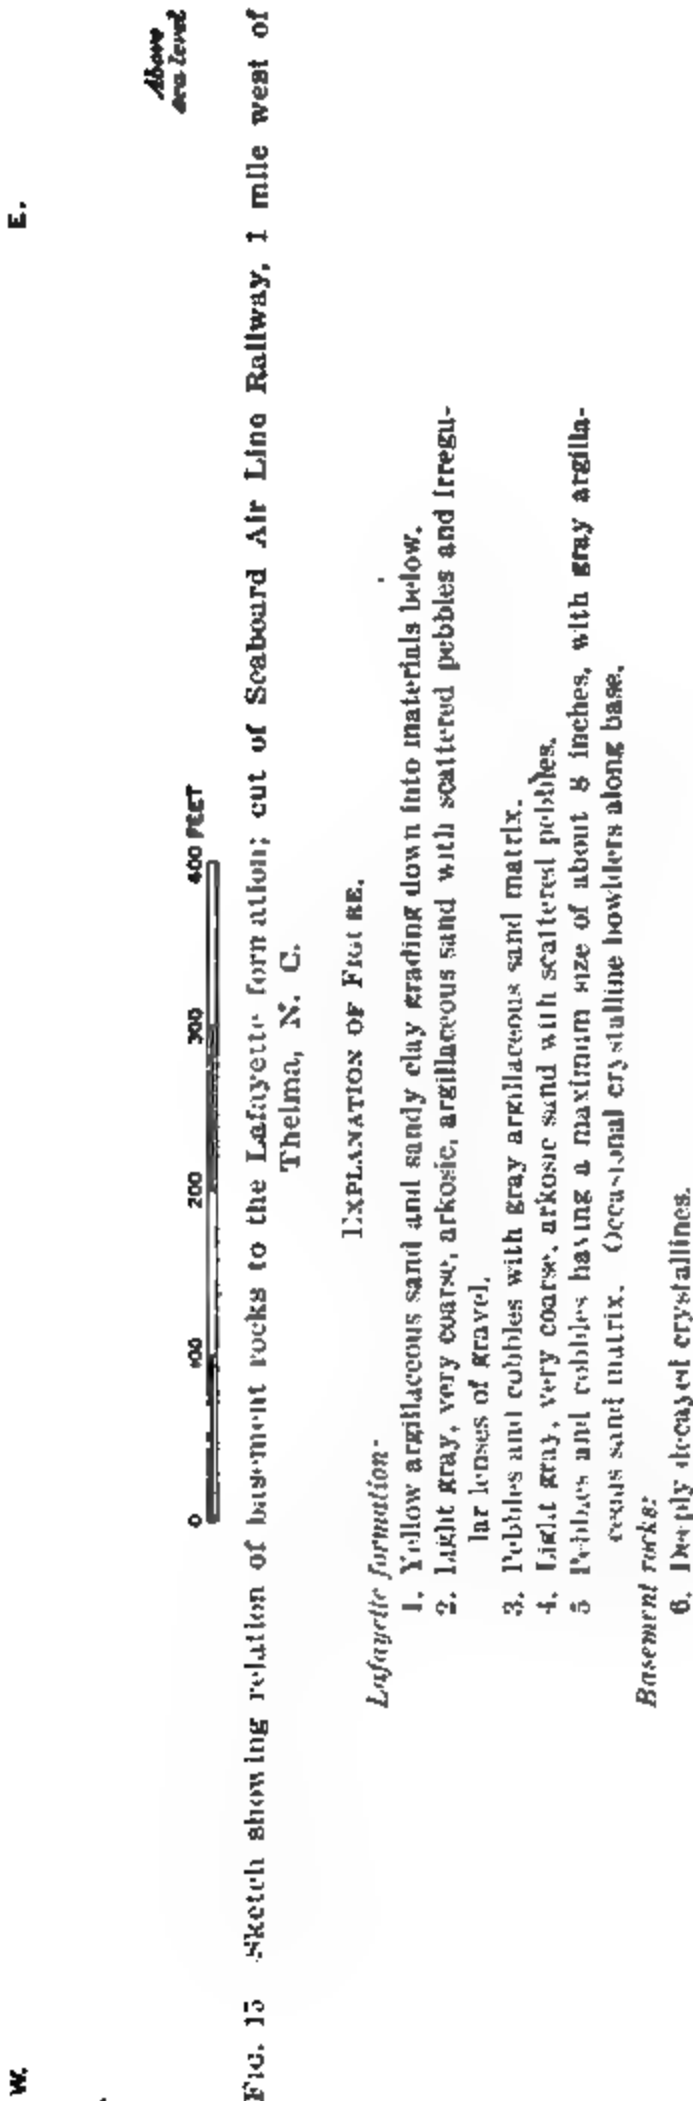 W.
E.
Above
sea level
0 100 200 300 400 FEET
FIG. 15 Sketch showing relation of basement rocks to the Lafayette formation; cut of Seaboard Air Line Railway, 1 mile west of
Thelma, N. C.
EXPLANATION OF FIGURE.
Lafayette formation-
1. Yellow argillaceous sand and sandy clay grading down into materials below.
2. Light gray, very coarse, arkosic, argillaceous sand with scattered pebbles and irregu-
lar lenses of gravel.
3. Pebbles and cobbles with gray argillaceous sand matrix.
4. Light gray, very coarse, arkosic sand with scattered pebbles.
5 Pebbles and cobbles having a maximum size of about 8 inches, with gray argilla-
ceous sand matrix. Occasional crystalline bowlders along base.
Basement rocks:
6. Deeply decayed crystallines.